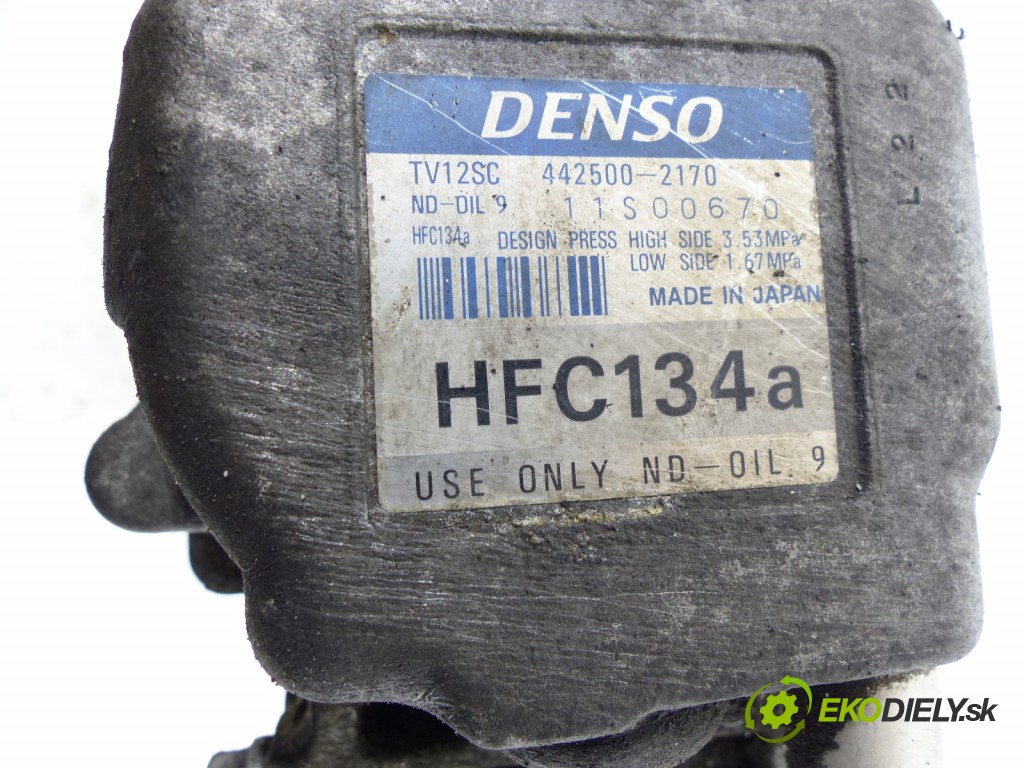 DENSO
TV12SC 442500-2170
ND-OIL 9 11S00670
HFC134a DESIGN PRESS HIGH SIDE 3.53MPa
LOW SIDE 1.67MPa
MADE IN JAPAN
HFC134a
USE ONLY ND-OIL 9
L22
EKODIELY.sk